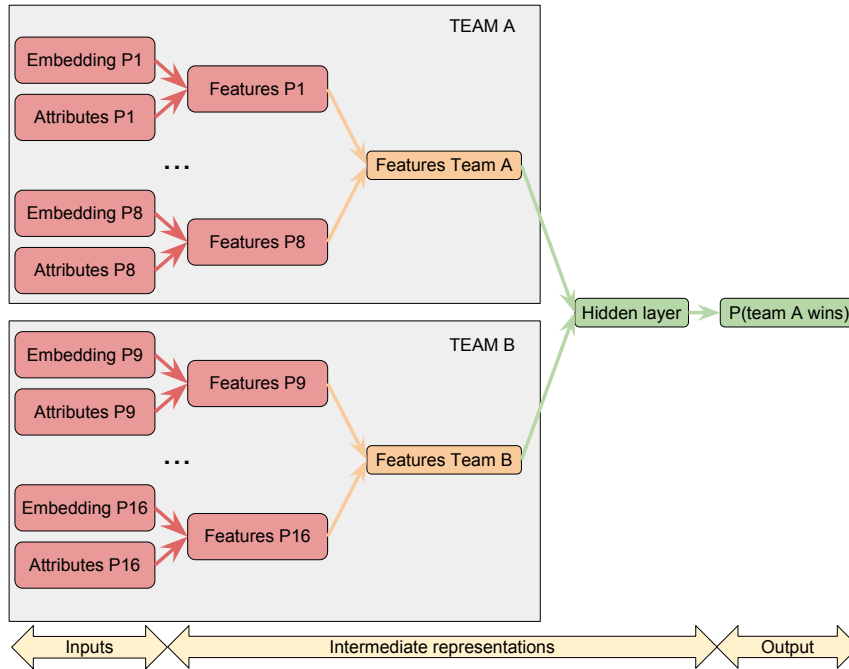 TEAM A
Embedding P1
Attributes P1
Features P1
...
Features Team A
Embedding P8
Attributes P8
Features P8
Hidden layer
P(team A wins)
TEAM B
Embedding P9
Attributes P9
Features P9
...
Features Team B
Embedding P16
Attributes P16
Features P16
Inputs
Intermediate representations
Output